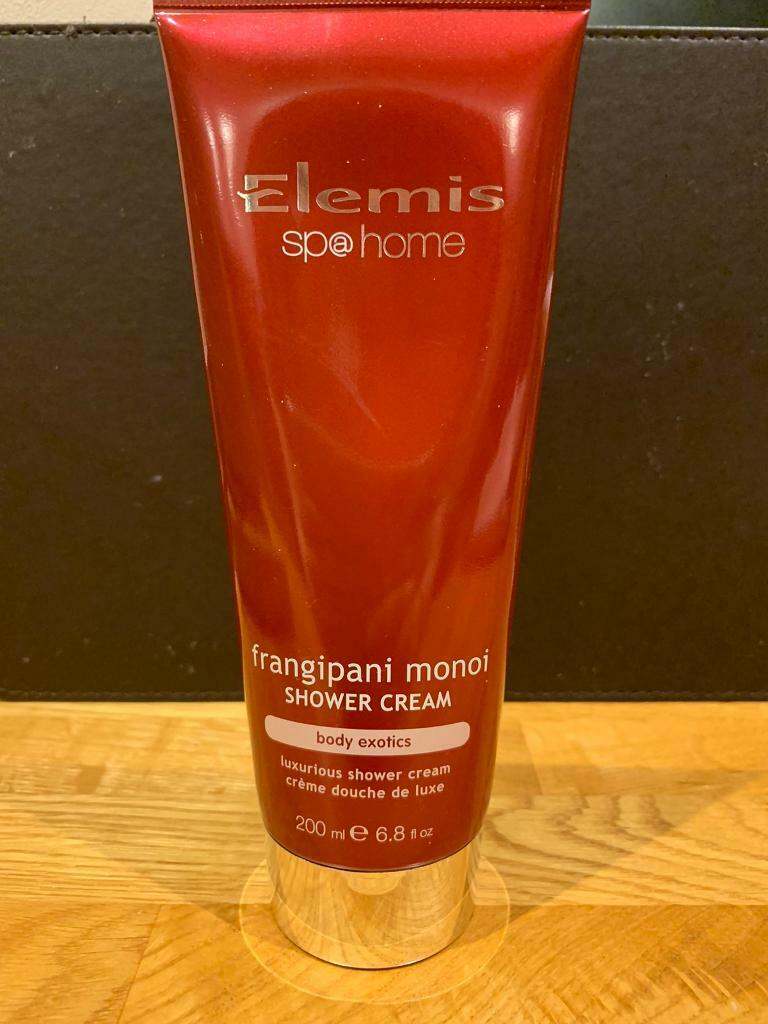 Elemis
sp@home
frangipani monoi
SHOWER CREAM
body exotics
luxurious shower cream
crème douche de luxe
200 ml e 6.8 fl oz